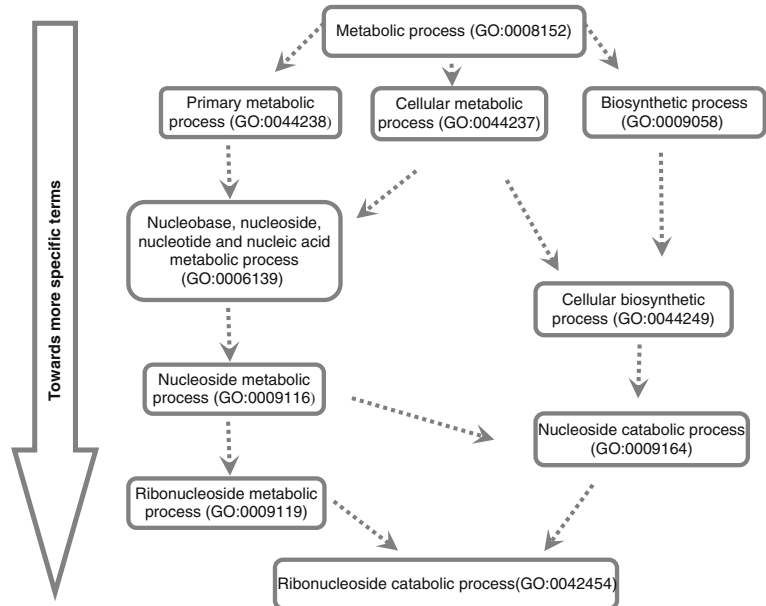 Metabolic process (GO:0008152)
Primary metabolic
process (GO:0044238)
Cellular metabolic
process (GO:0044237)
Biosynthetic process
(GO:0009058)
Towards more specific terms
Nucleobase, nucleoside,
nucleotide and nucleic acid
metabolic process
(GO:0006139)
Cellular biosynthetic
process (GO:0044249)
Nucleoside metabolic
process (GO:0009116)
Nucleoside catabolic process
(GO:0009164)
Ribonucleoside metabolic
process (GO:0009119)
Ribonucleoside catabolic process(GO:0042454)